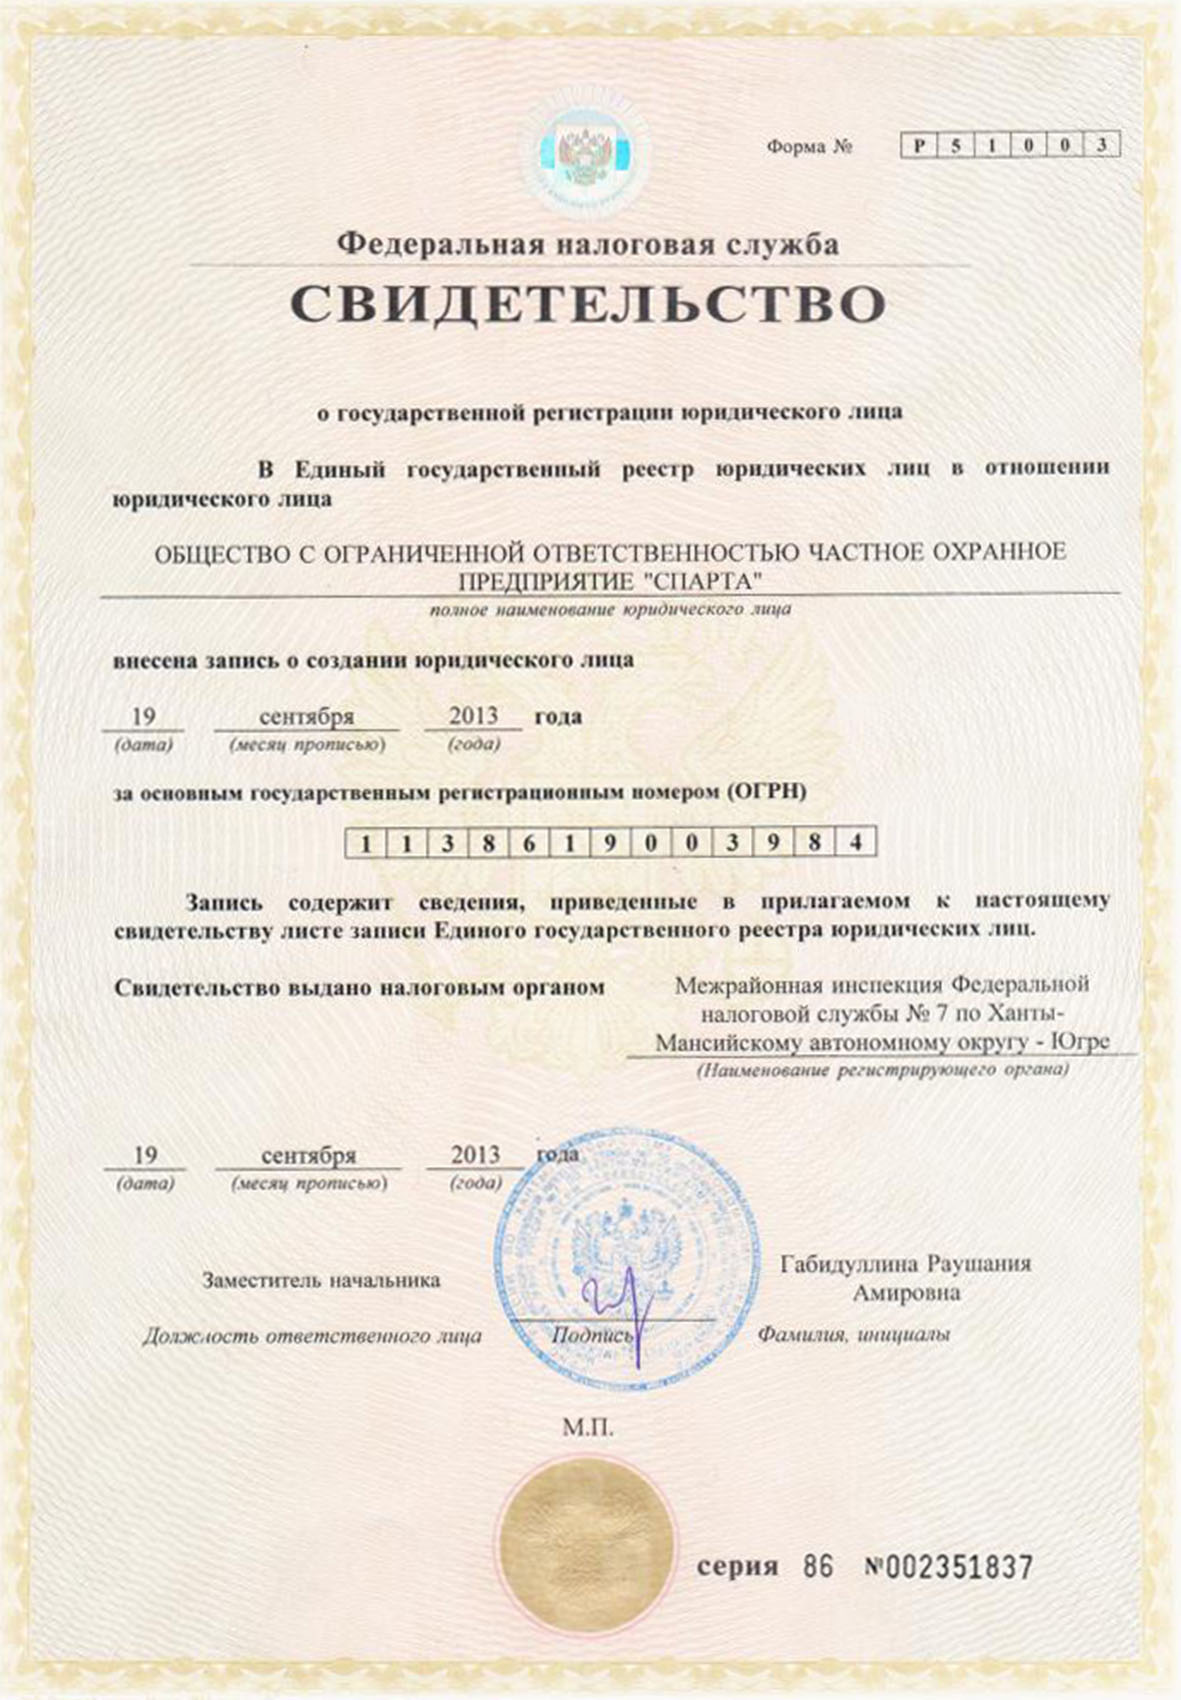 Форма № Р 5 1 0 0 3
Федеральная налоговая служба
СВИДЕТЕЛЬСТВО
о государственной регистрации юридического лица
В Единый государственный реестр юридических лиц в отношении
юридического лица
ОБЩЕСТВО С ОГРАНИЧЕННОЙ ОТВЕТСТВЕННОСТЬЮ ЧАСТНОЕ ОХРАННОЕ
ПРЕДПРИЯТИЕ "СПАРТА"
полное наименование юридического лица
внесена запись о создании юридического лица
19 сентября 2013 года
(дата) (месяц прописью) (года)
за основным государственным регистрационным номером (ОГРН)
1 1 3 8 6 1 9 0 0 3 9 8 4
Запись содержит сведения, приведенные в прилагаемом к настоящему
свидетельству листе записи Единого государственного реестра юридических лиц.
Свидетельство выдано налоговым органом
Межрайонная инспекция Федеральной
налоговой службы № 7 по Ханты-
Мансийскому автономному округу - Югре
(Наименование регистрирующего органа)
19 сентября 2013 года
(дата) (месяц прописью) (года)
Заместитель начальника
Габидуллина Раушания
Амировна
Должность ответственного лица Подпись Фамилия, инициалы
М.П.
серия 86 №002351837